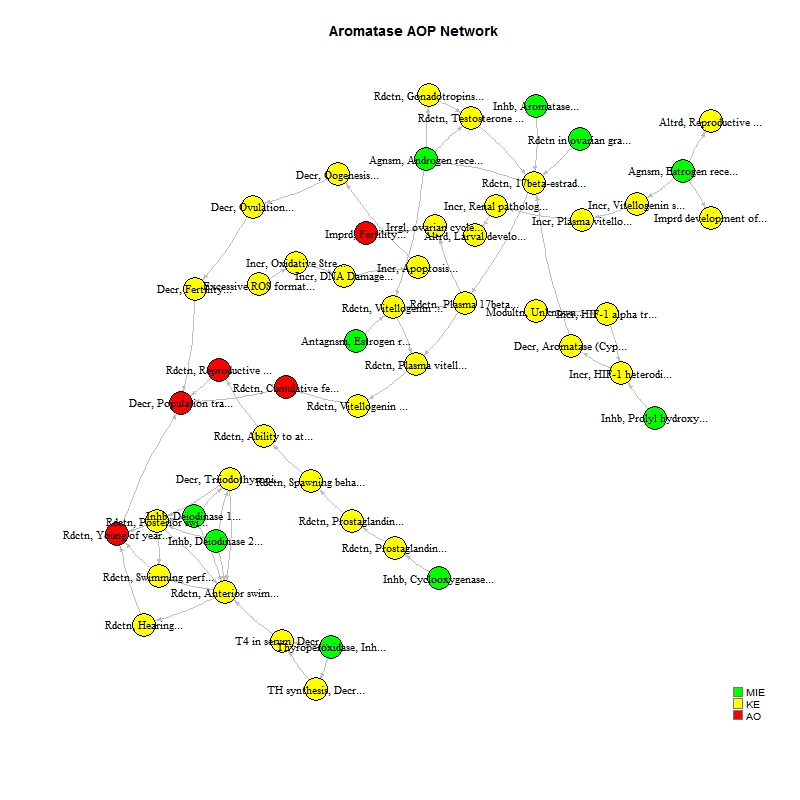 Aromatase AOP Network
Rdctn, Gonadotropins...
Inhb, Aromatase...
Rdctn, Testosterone ...
Altrd, Reproductive ...
Rdctn in ovarian gra...
Agnsm, Androgen rece...
Agnsm, Estrogen rece...
Decr, Oogenesis...
Rdctn, 17beta-estrad...
Decr, Ovulation...
Incr, Renal patholog...
Incr, Vitellogenin s...
Incr, Plasma vitello...
Imprd development of...
Imprd, Fertility...
Irrgl, ovarian cycle...
Altrd, Larval develo...
Incr, Oxidative Stre...
Incr, DNA Damage...
Incr, Apoptosis...
Decr, Fertility...
Excessive ROS format...
Rdctn, Vitellogenin ...
Rdctn, Plasma 17beta...
Modultn, Unknown...
Incr, HIF-1 alpha tr...
Antagnsm, Estrogen r...
Decr, Aromatase (Cyp...
Rdctn, Plasma vitell...
Rdctn, Reproductive ...
Incr, HIF-1 heterodi...
Rdctn, Cumulative fe...
Decr, Population tra...
Rdctn, Vitellogenin ...
Inhb, Prolyl hydroxy...
Rdctn, Ability to at...
Decr, Triiodothyroni...
Rdctn, Spawning beha...
Inhb, Deiodinase 1...
Rdctn, Posterior swi...
Rdctn, Prostaglandin...
Rdctn, Young of year...
Inhb, Deiodinase 2...
Rdctn, Prostaglandin...
Rdctn, Swimming perf...
Inhb, Cyclooxygenase...
Rdctn, Anterior swim...
Rdctn, Hearing...
T4 in serum, Decr...
Thyroperoxidase, Inh...
TH synthesis, Decr...
MIE
KE
AO